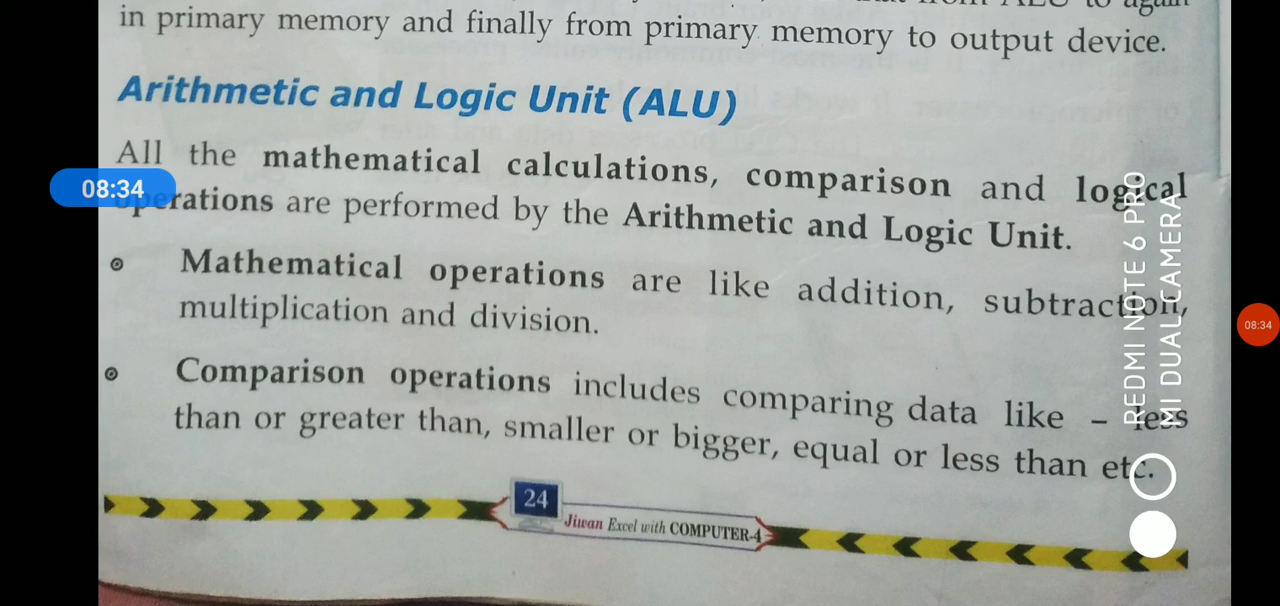 in primary memory and finally from primary memory to output device.
Arithmetic and Logic Unit (ALU)
All the mathematical calculations, comparison and logical
08:34
operations are performed by the Arithmetic and Logic Unit.
Mathematical operations are like addition, subtraction,
multiplication and division.
08:34
Comparison operations includes comparing data like – less
than or greater than, smaller or bigger, equal or less than etc.
24
Jiwan Excel with COMPUTER-4
REDMI NOTE 6 PRO
MI DUAL CAMERA